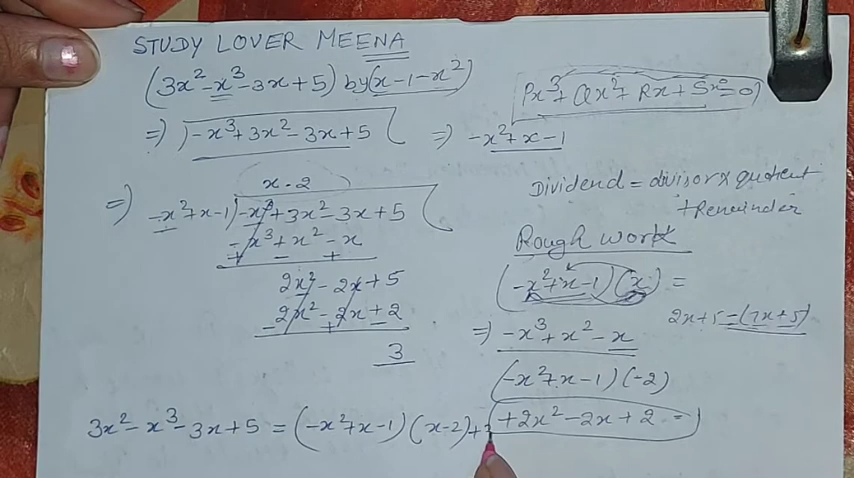 STUDY LOVER MEENA
(3x² - x³ - 3x + 5) by (x - 1 - x²)
Px³ + Qx² + Rx + Sx⁰ = 0)
=> ) -x³ + 3x² - 3x + 5 ( => -x² + x - 1
x - 2
=> -x² + x - 1 ) -x³ + 3x² - 3x + 5 (
-x³ + x² - x
+ - +
2x² - 2x + 5
2x² - 2x + 2
- + -
3
3x² - x³ - 3x + 5 = (-x² + x - 1) (x - 2) +
Dividend = divisor x quotient
+ Remainder
Rough work
(-x² + x - 1) (x) =
=> -x³ + x² - x
2x + 5 = (7x + 5)
(-x² + x - 1) (-2)
+2x² - 2x + 2